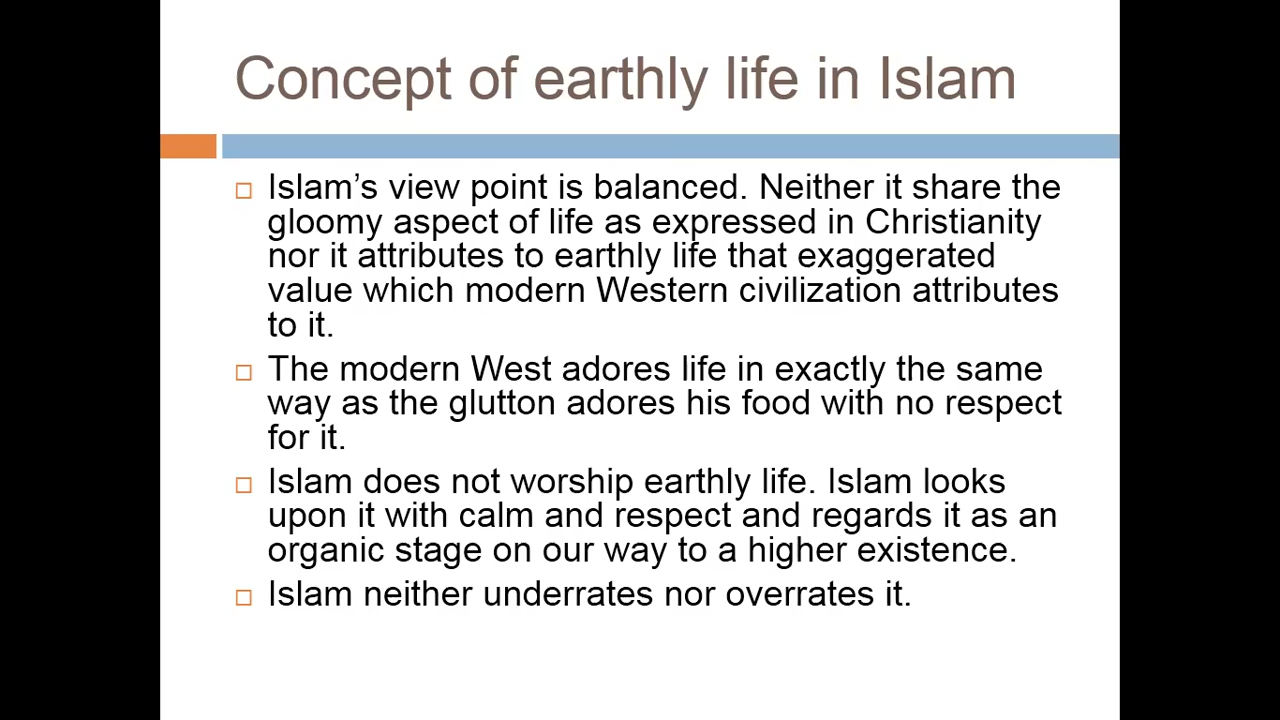 Concept of earthly life in Islam
Islam’s view point is balanced. Neither it share the
gloomy aspect of life as expressed in Christianity
nor it attributes to earthly life that exaggerated
value which modern Western civilization attributes
to it.
The modern West adores life in exactly the same
way as the glutton adores his food with no respect
for it.
Islam does not worship earthly life. Islam looks
upon it with calm and respect and regards it as an
organic stage on our way to a higher existence.
Islam neither underrates nor overrates it.